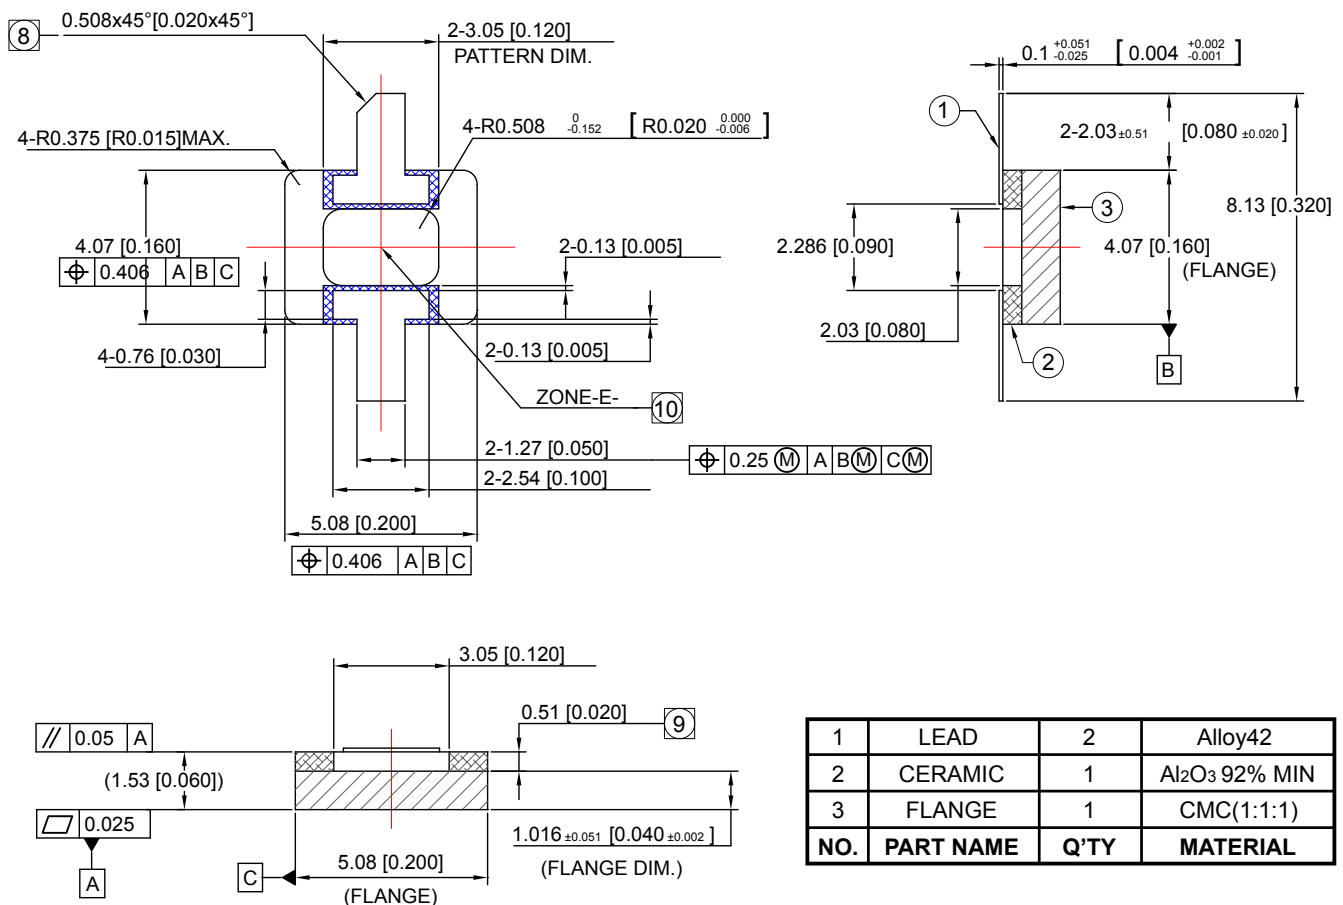 8
0.508x45°[0.020x45°]
2-3.05 [0.120]
PATTERN DIM.
4-R0.375 [R0.015]MAX.
4-R0.508 0 -0.152 [ R0.020 0.000 -0.006 ]
4.07 [0.160]
⌖ 0.406 A B C
2-0.13 [0.005]
4-0.76 [0.030]
2-0.13 [0.005]
ZONE-E-
10
2-1.27 [0.050]
⌖ 0.25 Ⓜ A BⓂ CⓂ
2-2.54 [0.100]
5.08 [0.200]
⌖ 0.406 A B C
0.1 +0.051 -0.025 [ 0.004 +0.002 -0.001 ]
1
2-2.03 ±0.51 [0.080 ±0.020 ]
3
8.13 [0.320]
2.286 [0.090]
4.07 [0.160]
(FLANGE)
2.03 [0.080]
2
B
3.05 [0.120]
0.51 [0.020]
9
// 0.05 A
(1.53 [0.060])
⏥ 0.025
A
1.016 ±0.051 [0.040 ±0.002 ]
(FLANGE DIM.)
C
5.08 [0.200]
(FLANGE)
1 LEAD 2 Alloy42
2 CERAMIC 1 Al₂O₃ 92% MIN
3 FLANGE 1 CMC(1:1:1)
NO. PART NAME Q'TY MATERIAL